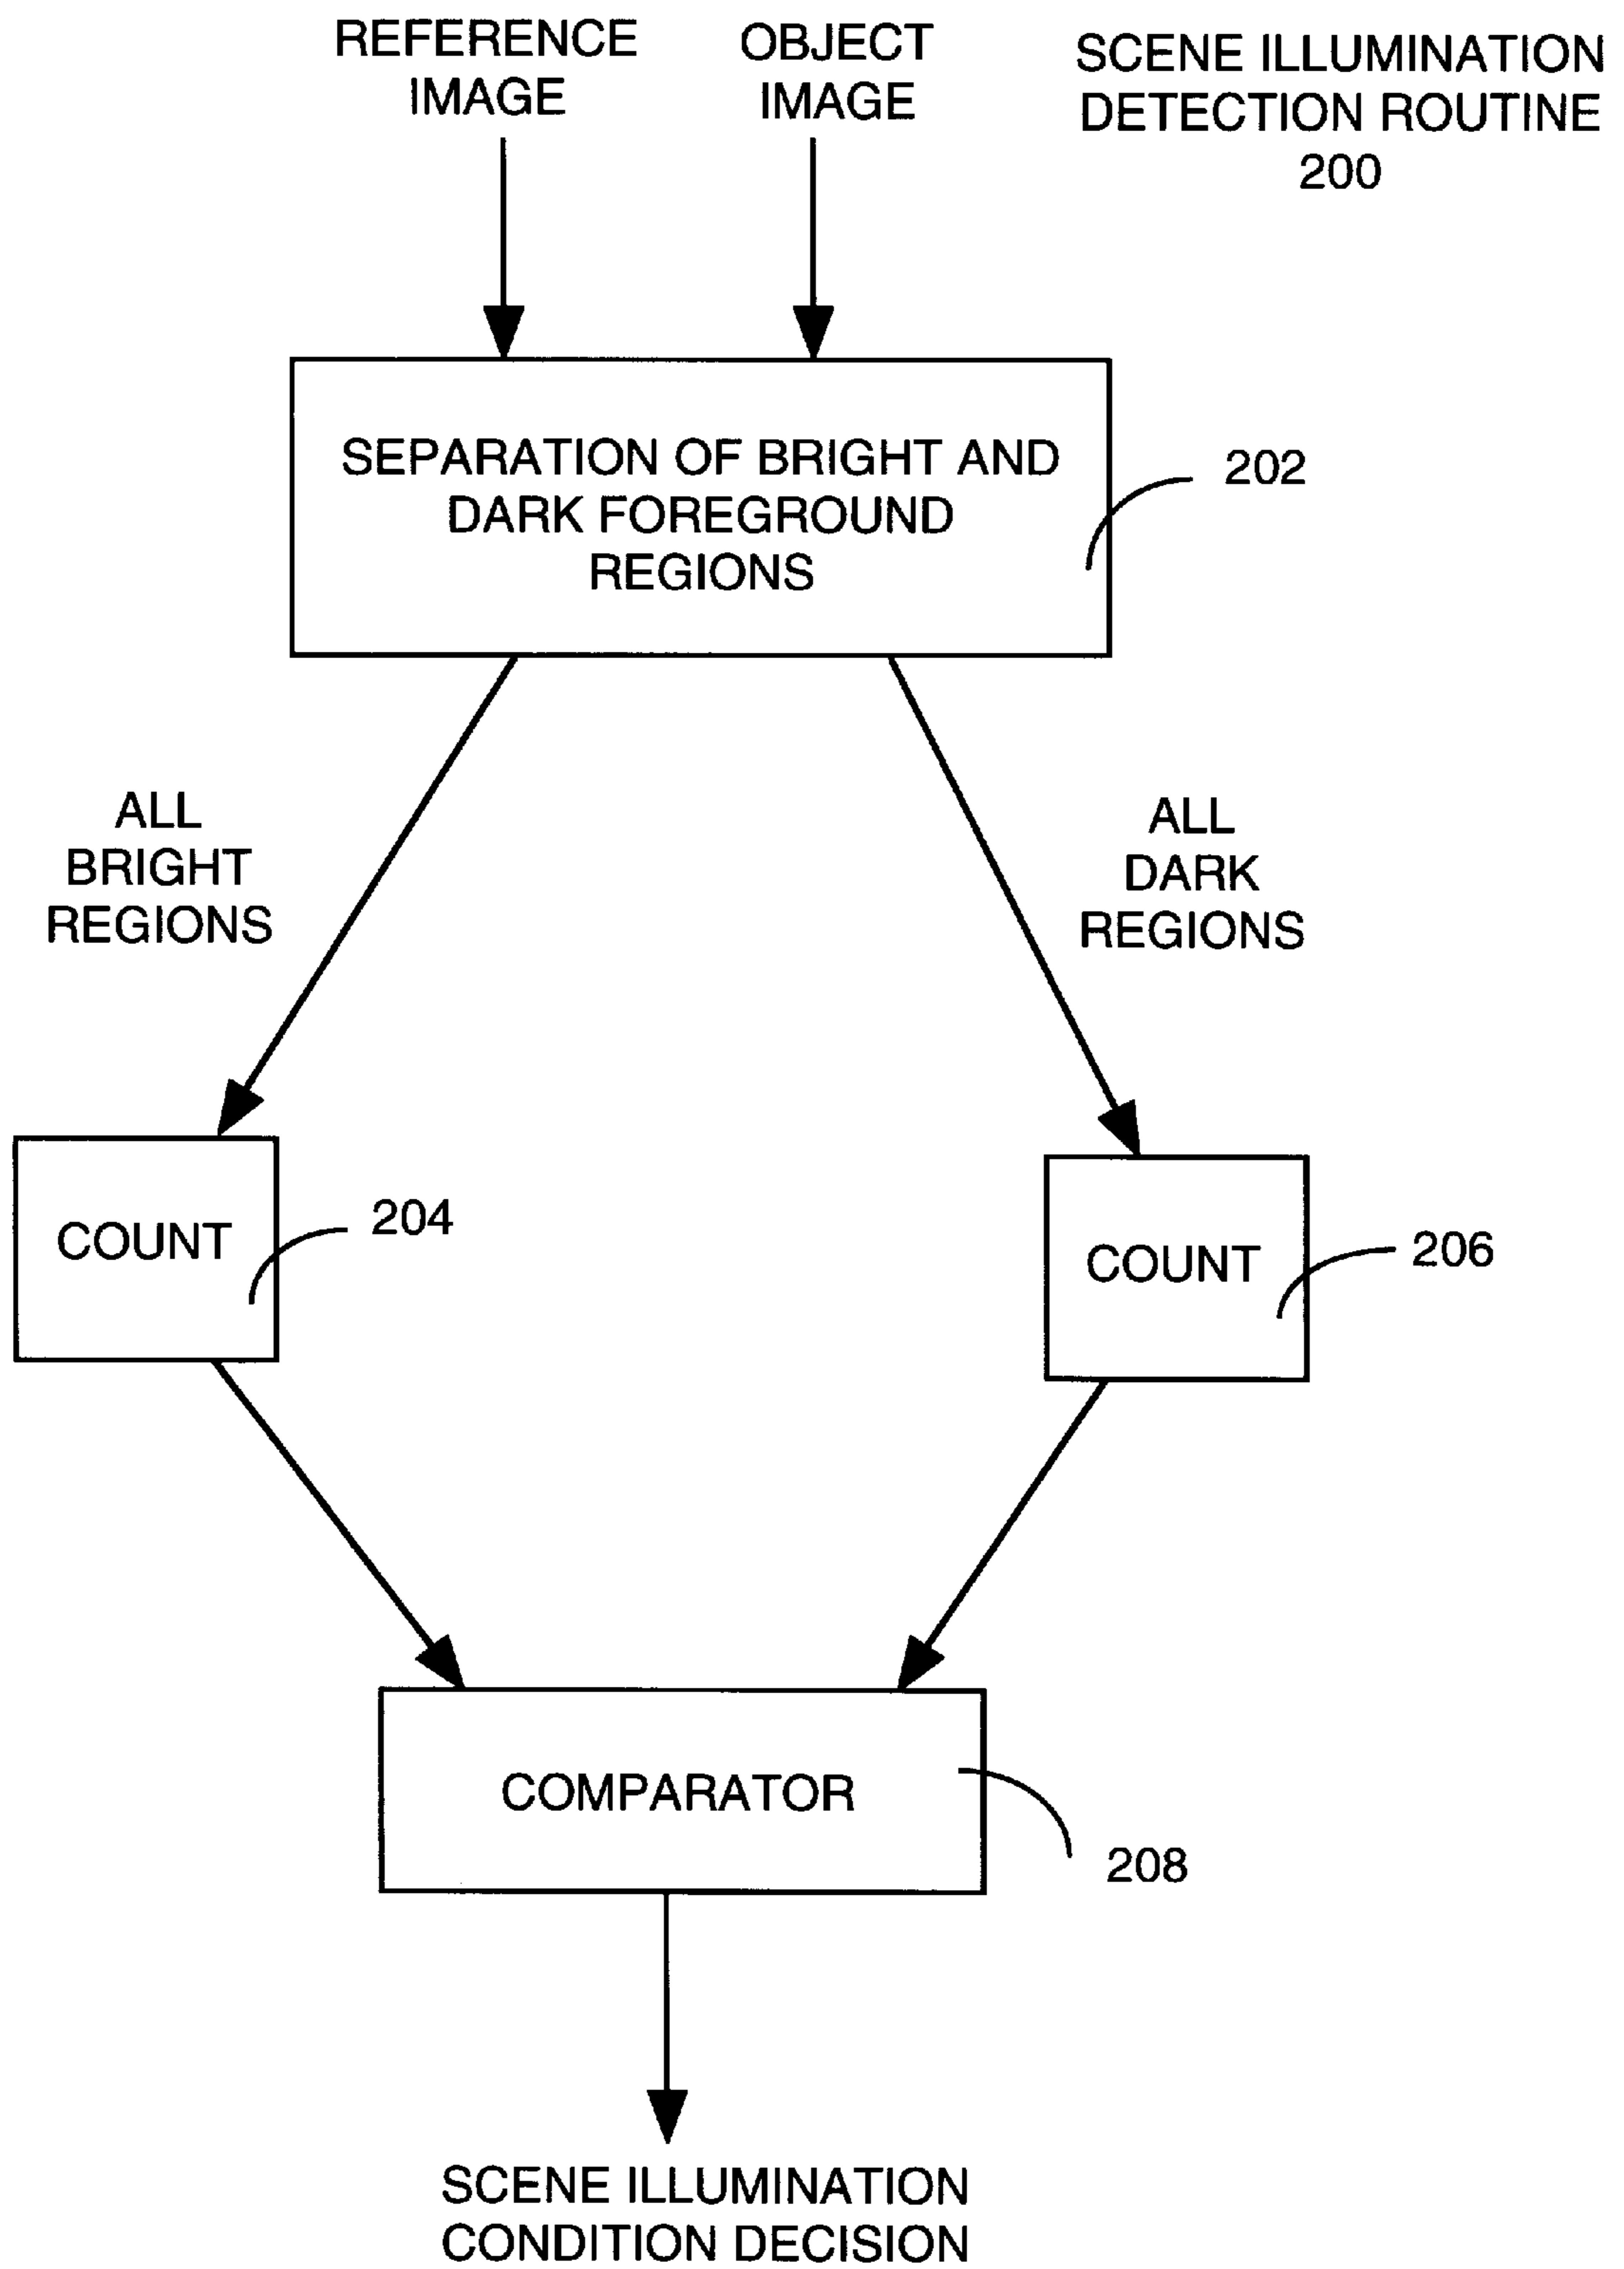 REFERENCE
IMAGE
OBJECT
IMAGE
SCENE ILLUMINATION
DETECTION ROUTINE
200
SEPARATION OF BRIGHT AND
DARK FOREGROUND
REGIONS
202
ALL
BRIGHT
REGIONS
ALL
DARK
REGIONS
COUNT
204
COUNT
206
COMPARATOR
208
SCENE ILLUMINATION
CONDITION DECISION